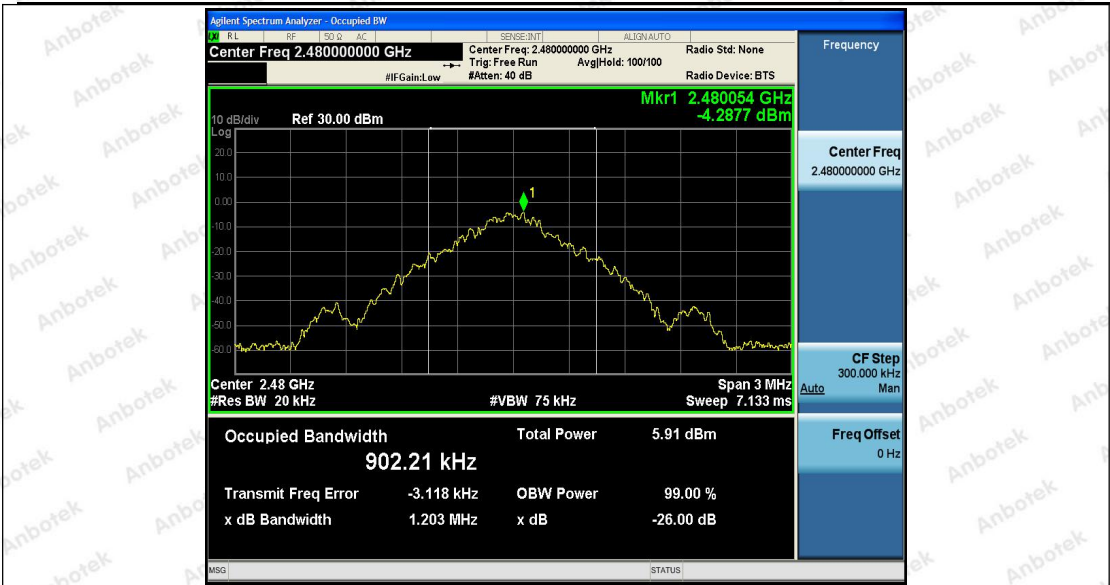 Agilent Spectrum Analyzer - Occupied BW
LXI RL RF 50 Ω AC SENSE:INT ALIGNAUTO
Center Freq 2.480000000 GHz
Center Freq: 2.480000000 GHz Radio Std: None
Trig: Free Run Avg|Hold: 100/100
#IFGain:Low #Atten: 40 dB Radio Device: BTS
Mkr1 2.480054 GHz
-4.2877 dBm
10 dB/div Ref 30.00 dBm
Log
20.0
10.0
0.00
1
-10.0
-20.0
-30.0
-40.0
-50.0
-60.0
Center 2.48 GHz Span 3 MHz
#Res BW 20 kHz #VBW 75 kHz Sweep 7.133 ms
Occupied Bandwidth Total Power 5.91 dBm
902.21 kHz
Transmit Freq Error -3.118 kHz OBW Power 99.00 %
x dB Bandwidth 1.203 MHz x dB -26.00 dB
MSG STATUS
Frequency
Center Freq
2.480000000 GHz
CF Step
300.000 kHz
Auto Man
Freq Offset
0 Hz
Anbotek